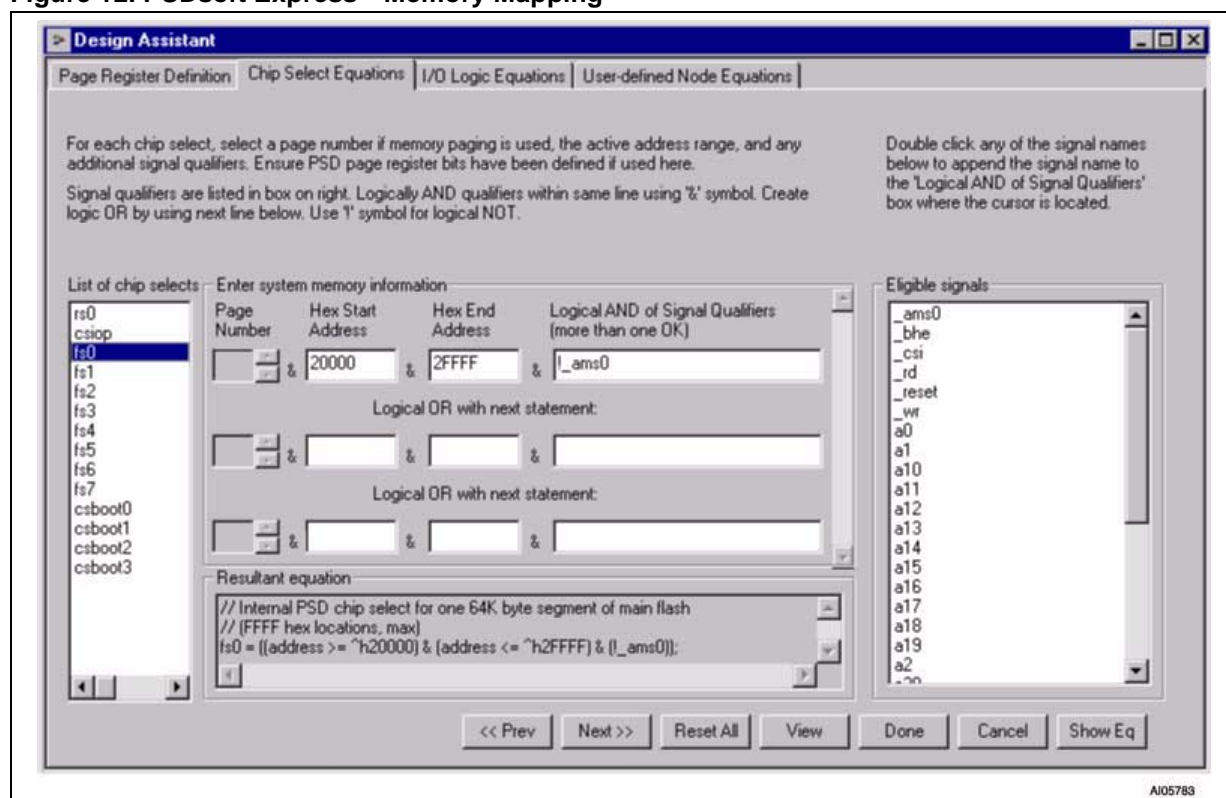 Design Assistant
Page Register Definition Chip Select Equations I/O Logic Equations User-defined Node Equations
For each chip select, select a page number if memory paging is used, the active address range, and any
additional signal qualifiers. Ensure PSD page register bits have been defined if used here.
Signal qualifiers are listed in box on right. Logically AND qualifiers within same line using '&' symbol. Create
logic OR by using next line below. Use '!' symbol for logical NOT.
Double click any of the signal names
below to append the signal name to
the 'Logical AND of Signal Qualifiers'
box where the cursor is located.
List of chip selects
rs0
csiop
fs0
fs1
fs2
fs3
fs4
fs5
fs6
fs7
csboot0
csboot1
csboot2
csboot3
Enter system memory information
Page Number
Hex Start Address
Hex End Address
Logical AND of Signal Qualifiers
(more than one OK)
& 20000 & 2FFFF & !_ams0
Logical OR with next statement:
& & &
Logical OR with next statement:
& & &
Resultant equation
// Internal PSD chip select for one 64K byte segment of main flash
// (FFFF hex locations, max)
fs0 = ((address >= ^h20000) & (address <= ^h2FFFF) & (!_ams0));
Eligible signals
_ams0
_bhe
_csi
_rd
_reset
_wr
a0
a1
a10
a11
a12
a13
a14
a15
a16
a17
a18
a19
a2
<< Prev Next >> Reset All View Done Cancel Show Eq
AI05783